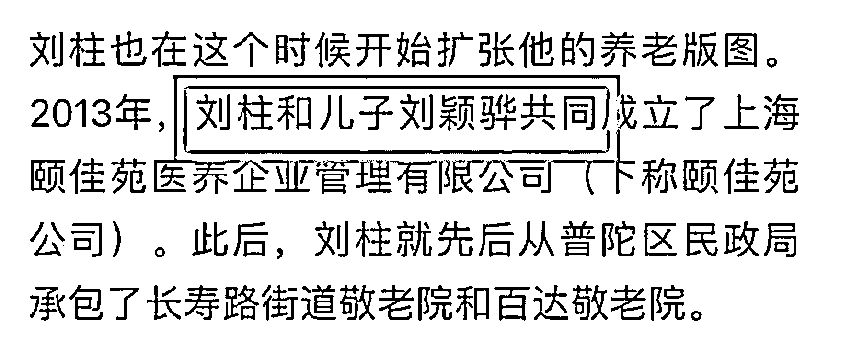 刘柱也在这个时候开始扩张他的养老版图。
2013年，刘柱和儿子刘颖骅共同成立了上海
颐佳苑医养企业管理有限公司（下称颐佳苑
公司）。此后，刘柱就先后从普陀区民政局
承包了长寿路街道敬老院和百达敬老院。